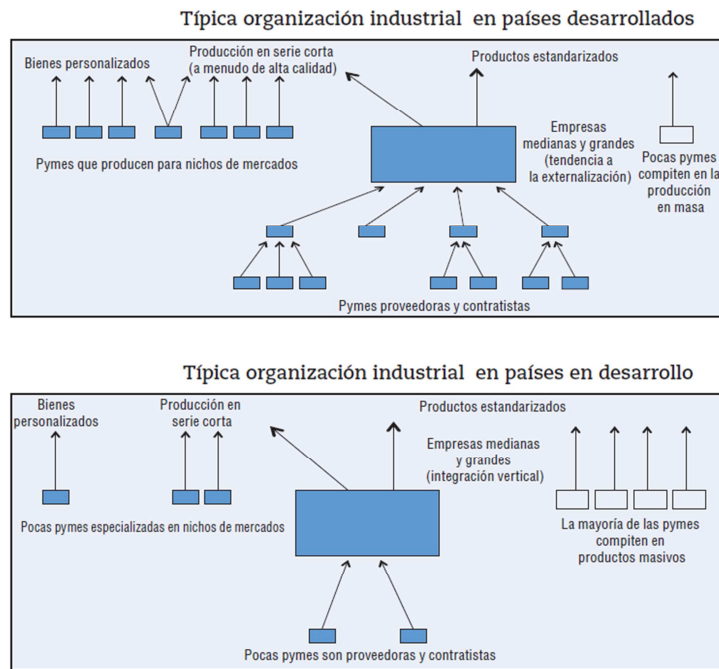 Típica organización industrial en países desarrollados
Bienes personalizados
Producción en serie corta
(a menudo de alta calidad)
Productos estandarizados
Pymes que producen para nichos de mercados
Empresas
medianas y grandes
(tendencia a
la externalización)
Pocas pymes
compiten en la
producción
en masa
Pymes proveedoras y contratistas
Típica organización industrial en países en desarrollo
Bienes
personalizados
Producción en
serie corta
Productos estandarizados
Empresas medianas
y grandes
(integración vertical)
Pocas pymes especializadas en nichos de mercados
La mayoría de las pymes
compiten en
productos masivos
Pocas pymes son proveedoras y contratistas